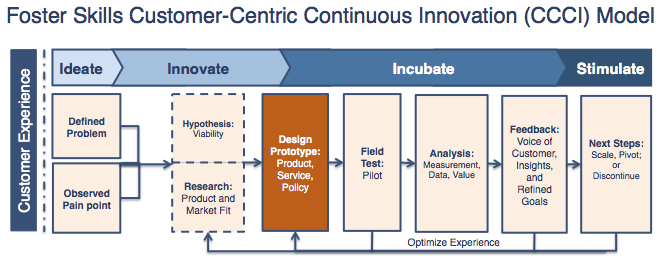 Foster Skills Customer-Centric Continuous Innovation (CCCI) Model
Customer Experience
Ideate
Innovate
Incubate
Stimulate
Defined
Problem
Observed
Pain point
Hypothesis:
Viability
Research:
Product and
Market Fit
Design
Prototype:
Product,
Service,
Policy
Field
Test:
Pilot
Analysis:
Measurement,
Data, Value
Feedback:
Voice of
Customer,
Insights,
and
Refined
Goals
Next Steps:
Scale, Pivot; or
Discontinue
Optimize Experience